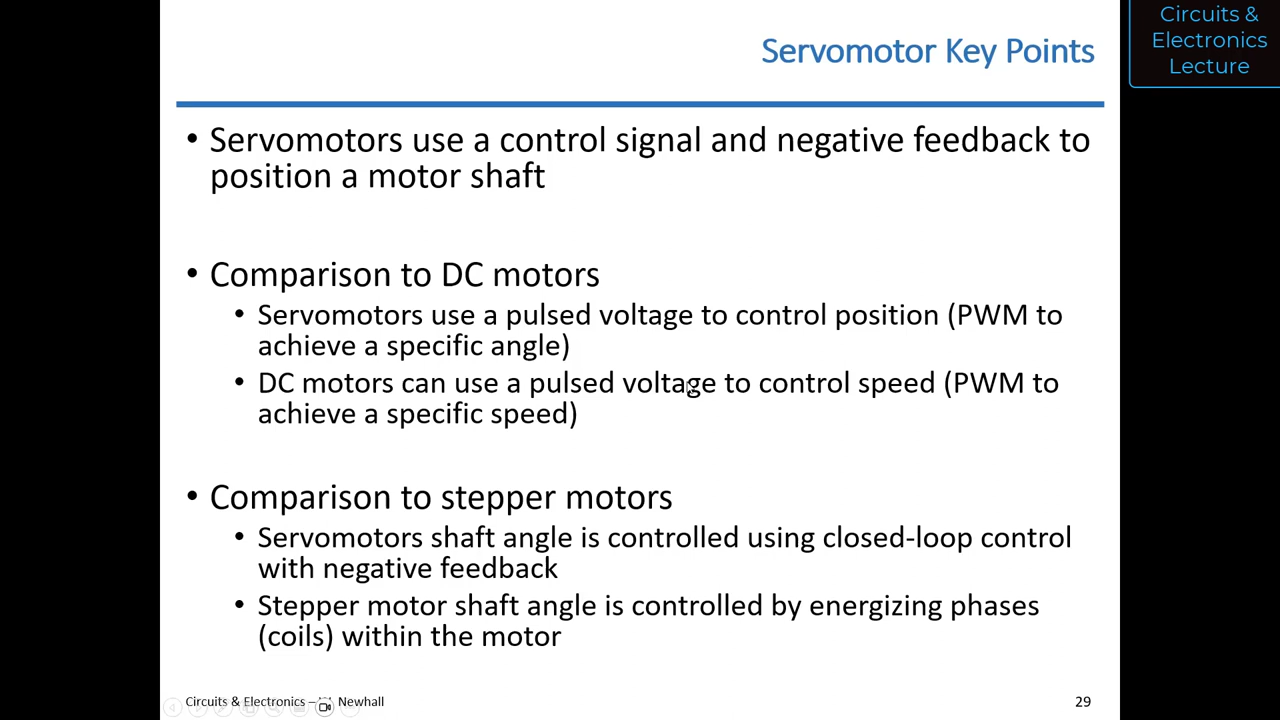 Circuits &
Electronics
Lecture
Servomotor Key Points
• Servomotors use a control signal and negative feedback to
position a motor shaft
• Comparison to DC motors
• Servomotors use a pulsed voltage to control position (PWM to
achieve a specific angle)
• DC motors can use a pulsed voltage to control speed (PWM to
achieve a specific speed)
• Comparison to stepper motors
• Servomotors shaft angle is controlled using closed-loop control
with negative feedback
• Stepper motor shaft angle is controlled by energizing phases
(coils) within the motor
Circuits & Electronics – Newhall
29